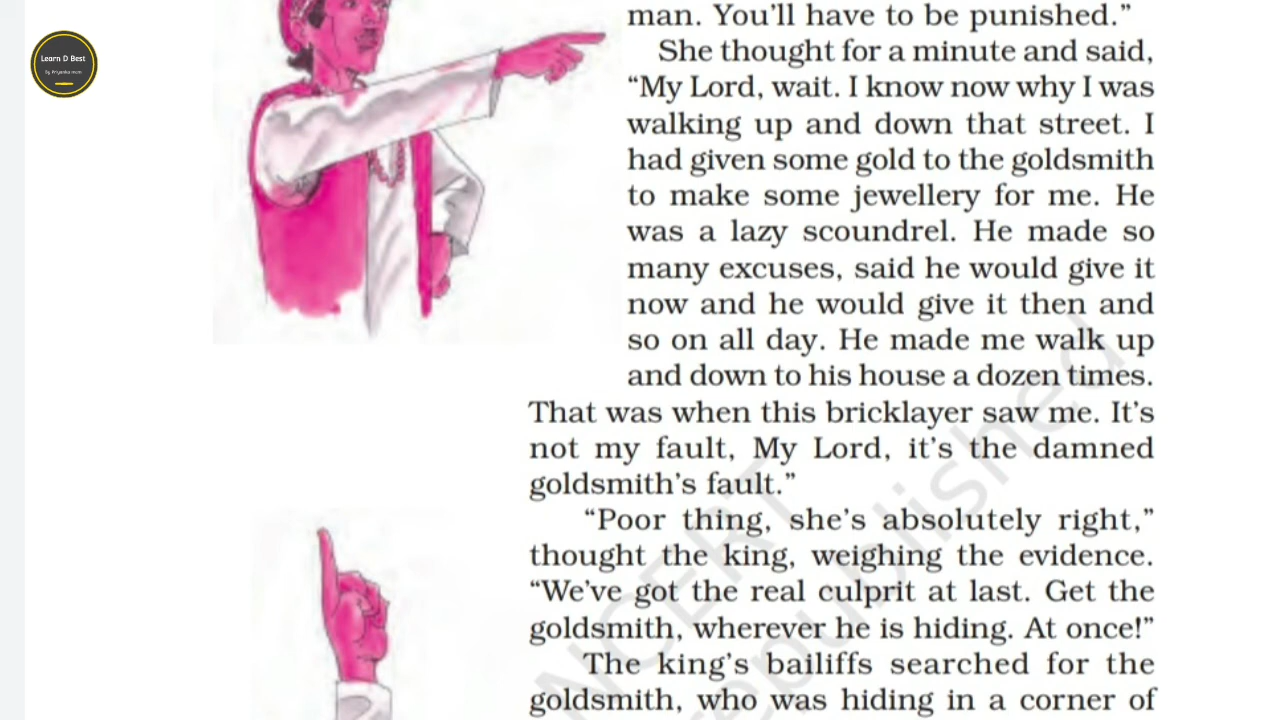 Learn D Best
By Priyanka mam
man. You'll have to be punished.”
She thought for a minute and said,
“My Lord, wait. I know now why I was
walking up and down that street. I
had given some gold to the goldsmith
to make some jewellery for me. He
was a lazy scoundrel. He made so
many excuses, said he would give it
now and he would give it then and
so on all day. He made me walk up
and down to his house a dozen times.
That was when this bricklayer saw me. It's
not my fault, My Lord, it's the damned
goldsmith's fault.”
“Poor thing, she's absolutely right,”
thought the king, weighing the evidence.
“We've got the real culprit at last. Get the
goldsmith, wherever he is hiding. At once!”
The king's bailiffs searched for the
goldsmith, who was hiding in a corner of
NCERT
republished